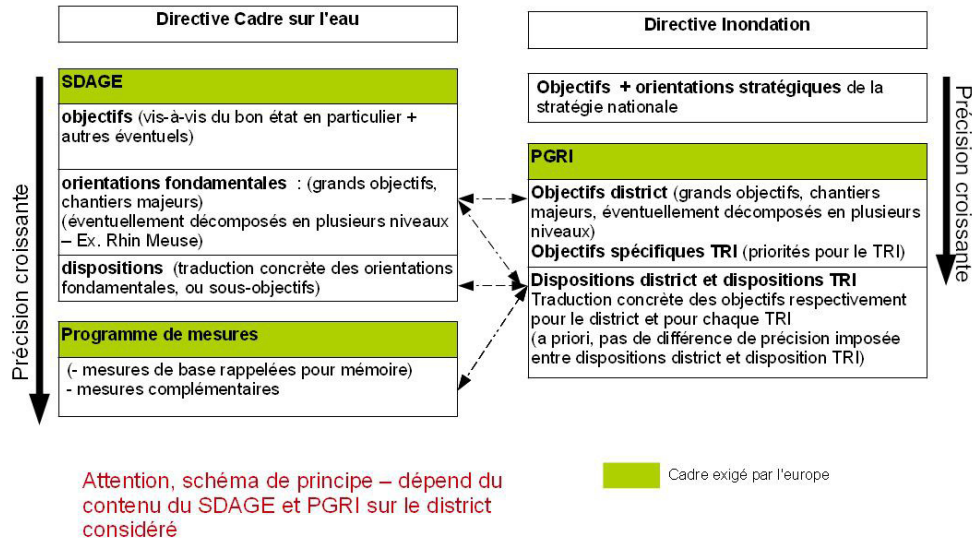 Directive Cadre sur l'eau
Précision croissante
SDAGE
objectifs (vis-à-vis du bon état en particulier +
autres éventuels)
orientations fondamentales : (grands objectifs,
chantiers majeurs)
(éventuellement décomposés en plusieurs niveaux
– Ex. Rhin Meuse)
dispositions (traduction concrète des orientations
fondamentales, ou sous-objectifs)
Programme de mesures
(- mesures de base rappelées pour mémoire)
- mesures complémentaires
Directive Inondation
Objectifs + orientations stratégiques de la
stratégie nationale
PGRI
Objectifs district (grands objectifs, chantiers
majeurs, éventuellement décomposés en plusieurs
niveaux)
Objectifs spécifiques TRI (priorités pour le TRI)
Dispositions district et dispositions TRI
Traduction concrète des objectifs respectivement
pour le district et pour chaque TRI
(a priori, pas de différence de précision imposée
entre dispositions district et disposition TRI)
Précision croissante
Attention, schéma de principe – dépend du
contenu du SDAGE et PGRI sur le district
considéré
Cadre exigé par l'europe